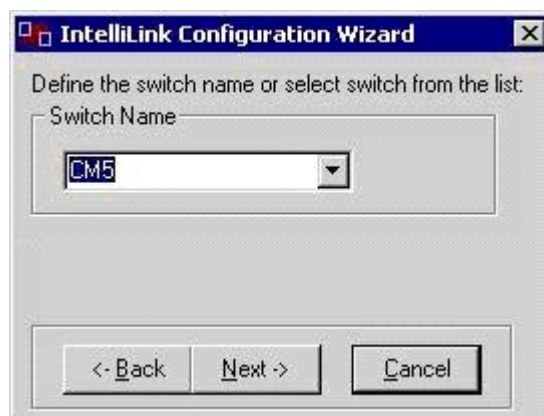 IntelliLink Configuration Wizard
Define the switch name or select switch from the list:
Switch Name
CM5
<- Back
Next ->
Cancel